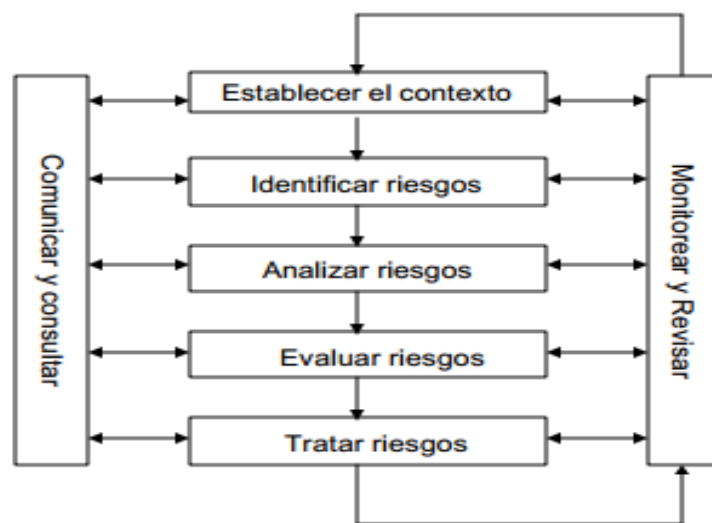 Establecer el contexto
Identificar riesgos
Analizar riesgos
Evaluar riesgos
Tratar riesgos
Comunicar y consultar
Monitorear y Revisar